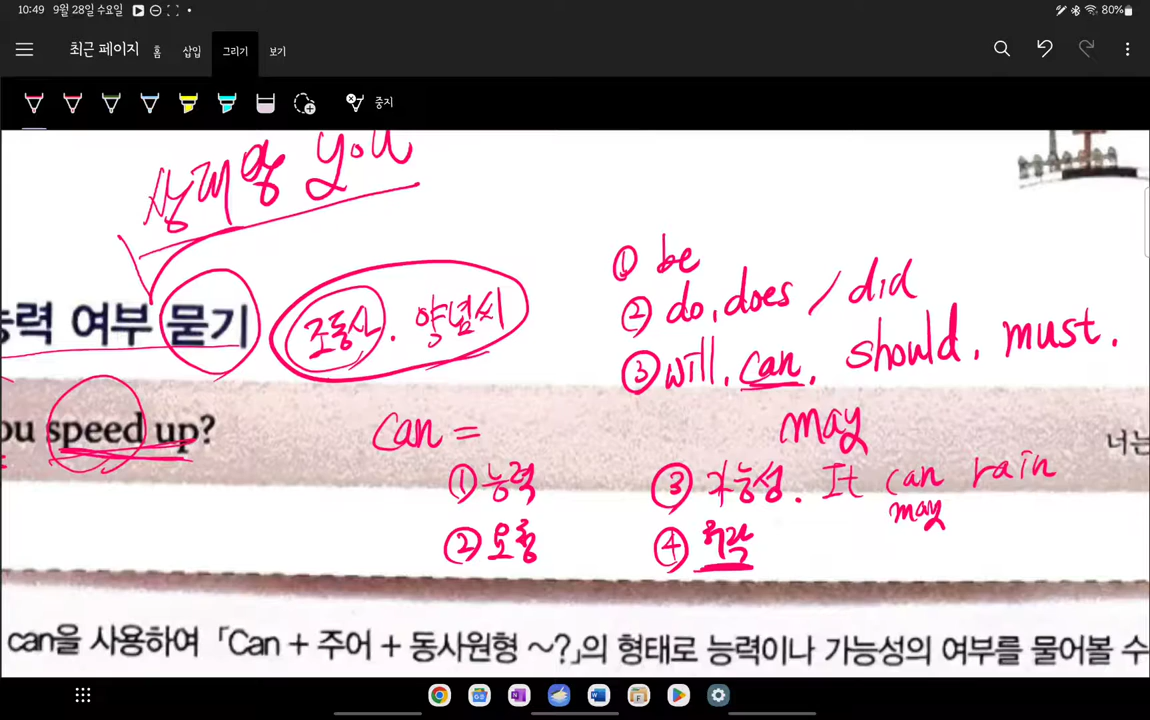 10:49 9월 28일 수요일 80%
최근 페이지 홈 삽입 그리기 보기
중지
상대방 you
능력 여부 묻기
조동사. 양념씨
① be
② do, does / did
③ will, can, should, must.
may
ou speed up?
can =
너는
① 능력
② 요청
③ 가능성. It can rain
may
④ 허락
can을 사용하여 「Can + 주어 + 동사원형 ~?」의 형태로 능력이나 가능성의 여부를 물어볼 수